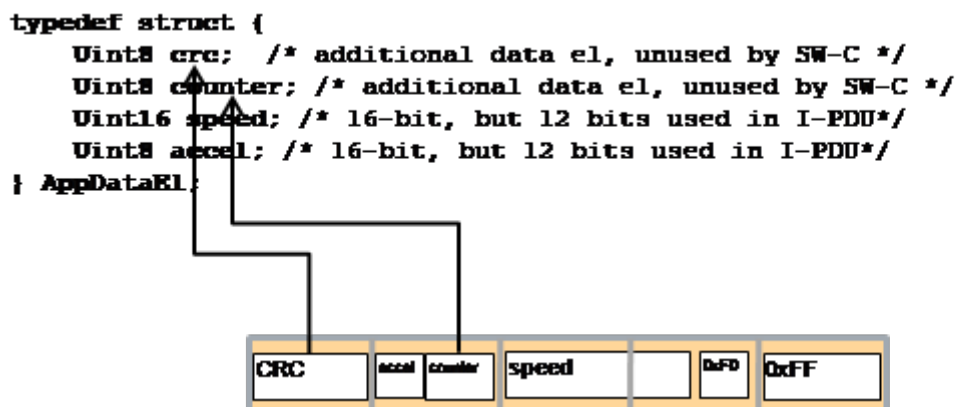 typedef struct {
Uint8 crc; /* additional data el, unused by SW-C */
Uint8 counter; /* additional data el, unused by SW-C */
Uint16 speed; /* 16-bit, but 12 bits used in I-PDU*/
Uint8 accel; /* 16-bit, but 12 bits used in I-PDU*/
} AppDataEl;
CRC accel counter speed 0xFD 0xFF